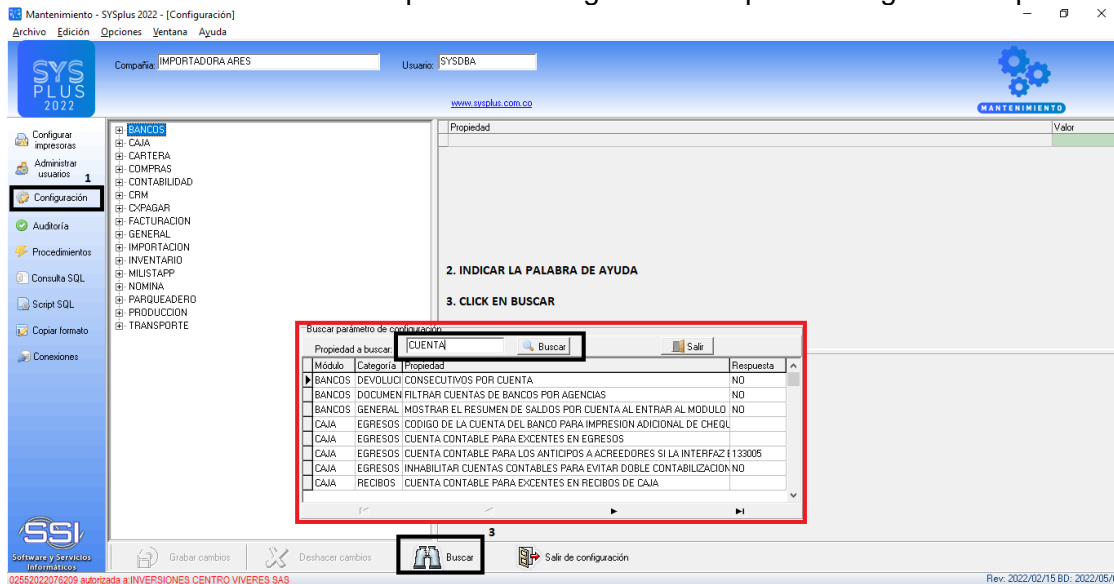 Mantenimiento - SYSplus 2022 - [Configuración]
Archivo Edición Opciones Ventana Ayuda
SYS
PLUS
2022
Compañia: IMPORTADORA ARES
Usuario: SYSDBA
www.sysplus.com.co
MANTENIMIENTO
Configurar impresoras
Administrar usuarios 1
Configuración
Auditoría
Procedimientos
Consulta SQL
Script SQL
Copiar formato
Conexiones
BANCOS
CAJA
CARTERA
COMPRAS
CONTABILIDAD
CRM
CXPAGAR
FACTURACION
GENERAL
IMPORTACION
INVENTARIO
MILISTAPP
NOMINA
PARQUEADERO
PRODUCCION
TRANSPORTE
Propiedad Valor
2. INDICAR LA PALABRA DE AYUDA
3. CLICK EN BUSCAR
Buscar parámetro de configuración
Propiedad a buscar: CUENTA Buscar Salir
Módulo Categoría Propiedad Respuesta
BANCOS DEVOLUCI CONSECUTIVOS POR CUENTA NO
BANCOS DOCUMEN FILTRAR CUENTAS DE BANCOS POR AGENCIAS NO
BANCOS GENERAL MOSTRAR EL RESUMEN DE SALDOS POR CUENTA AL ENTRAR AL MODULO NO
CAJA EGRESOS CODIGO DE LA CUENTA DEL BANCO PARA IMPRESION ADICIONAL DE CHEQU
CAJA EGRESOS CUENTA CONTABLE PARA EXCENTES EN EGRESOS
CAJA EGRESOS CUENTA CONTABLE PARA LOS ANTICIPOS A ACREEDORES SI LA INTERFAZ 133005
CAJA EGRESOS INHABILITAR CUENTAS CONTABLES PARA EVITAR DOBLE CONTABILIZACION NO
CAJA RECIBOS CUENTA CONTABLE PARA EXCENTES EN RECIBOS DE CAJA
3
SSI
Software y Servicios
Informáticos
Grabar cambios Deshacer cambios Buscar Salir de configuración
02552022076209 autorizada a:INVERSIONES CENTRO VIVERES SAS
Rev: 2022/02/15 BD: 2022/05/